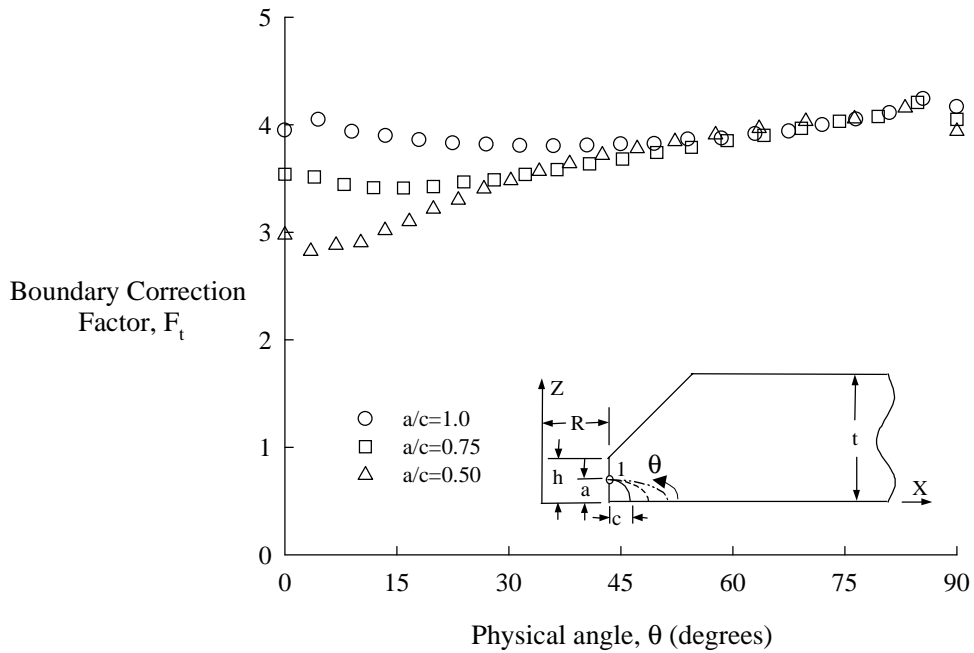 5
4
3
2
1
0
Boundary Correction
Factor, F_t
a/c=1.0
a/c=0.75
a/c=0.50
Z
R
h
a
1
θ
c
t
X
0
15
30
45
60
75
90
Physical angle, θ (degrees)